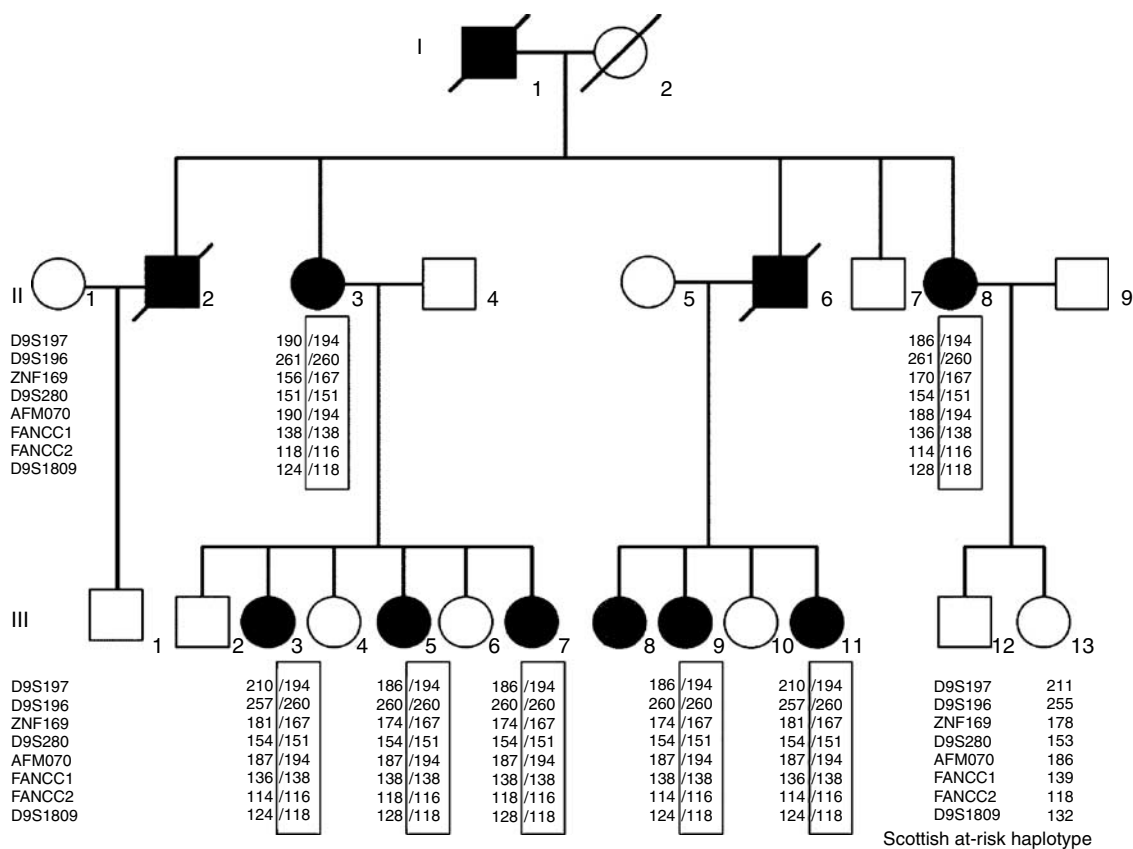 I
1 2
II
1 2 3 4 5 6 7 8 9
D9S197 190 /194 186 /194
D9S196 261 /260 261 /260
ZNF169 156 /167 170 /167
D9S280 151 /151 154 /151
AFM070 190 /194 188 /194
FANCC1 138 /138 136 /138
FANCC2 118 /116 114 /116
D9S1809 124 /118 128 /118
III
1 2 3 4 5 6 7 8 9 10 11 12 13
D9S197 210 /194 186 /194 186 /194 186 /194 210 /194 D9S197 211
D9S196 257 /260 260 /260 260 /260 260 /260 257 /260 D9S196 255
ZNF169 181 /167 174 /167 174 /167 174 /167 181 /167 ZNF169 178
D9S280 154 /151 154 /151 154 /151 154 /151 154 /151 D9S280 153
AFM070 187 /194 187 /194 187 /194 187 /194 187 /194 AFM070 186
FANCC1 136 /138 138 /138 138 /138 138 /138 136 /138 FANCC1 139
FANCC2 114 /116 118 /116 118 /116 114 /116 114 /116 FANCC2 118
D9S1809 124 /118 128 /118 128 /118 124 /118 124 /118 D9S1809 132
Scottish at-risk haplotype